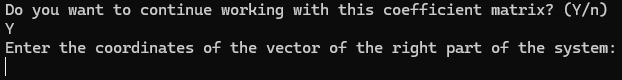 Do you want to continue working with this coefficient matrix? (Y/n)
Y
Enter the coordinates of the vector of the right part of the system: